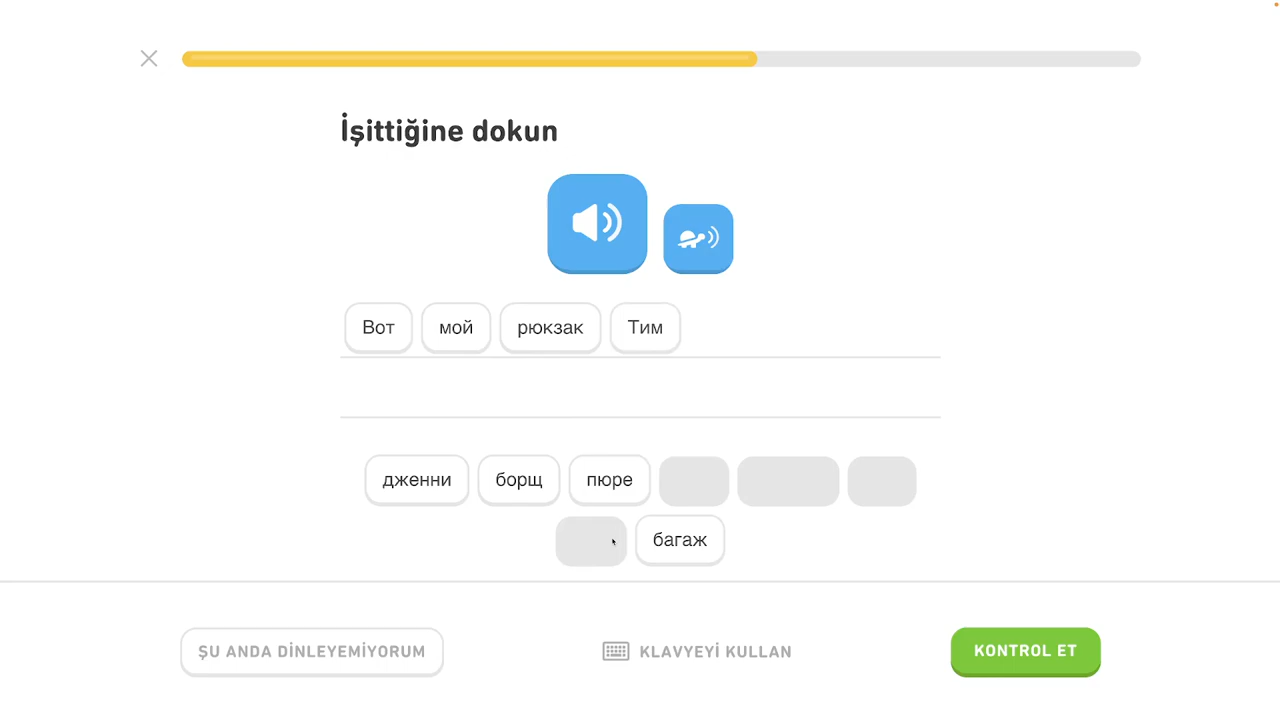 İşittiğine dokun
Вот мой рюкзак Тим
дженни борщ пюре
багаж
ŞU ANDA DİNLEYEMİYORUM KLAVYEYİ KULLAN KONTROL ET